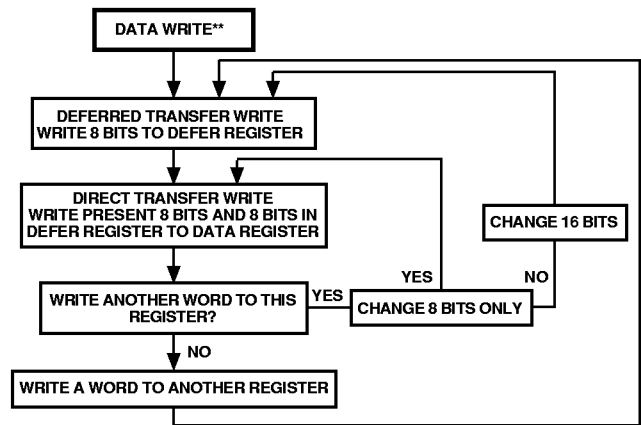 DATA WRITE**
DEFERRED TRANSFER WRITE
WRITE 8 BITS TO DEFER REGISTER
DIRECT TRANSFER WRITE
WRITE PRESENT 8 BITS AND 8 BITS IN
DEFER REGISTER TO DATA REGISTER
CHANGE 16 BITS
YES
NO
WRITE ANOTHER WORD TO THIS
REGISTER?
YES
CHANGE 8 BITS ONLY
NO
WRITE A WORD TO ANOTHER REGISTER